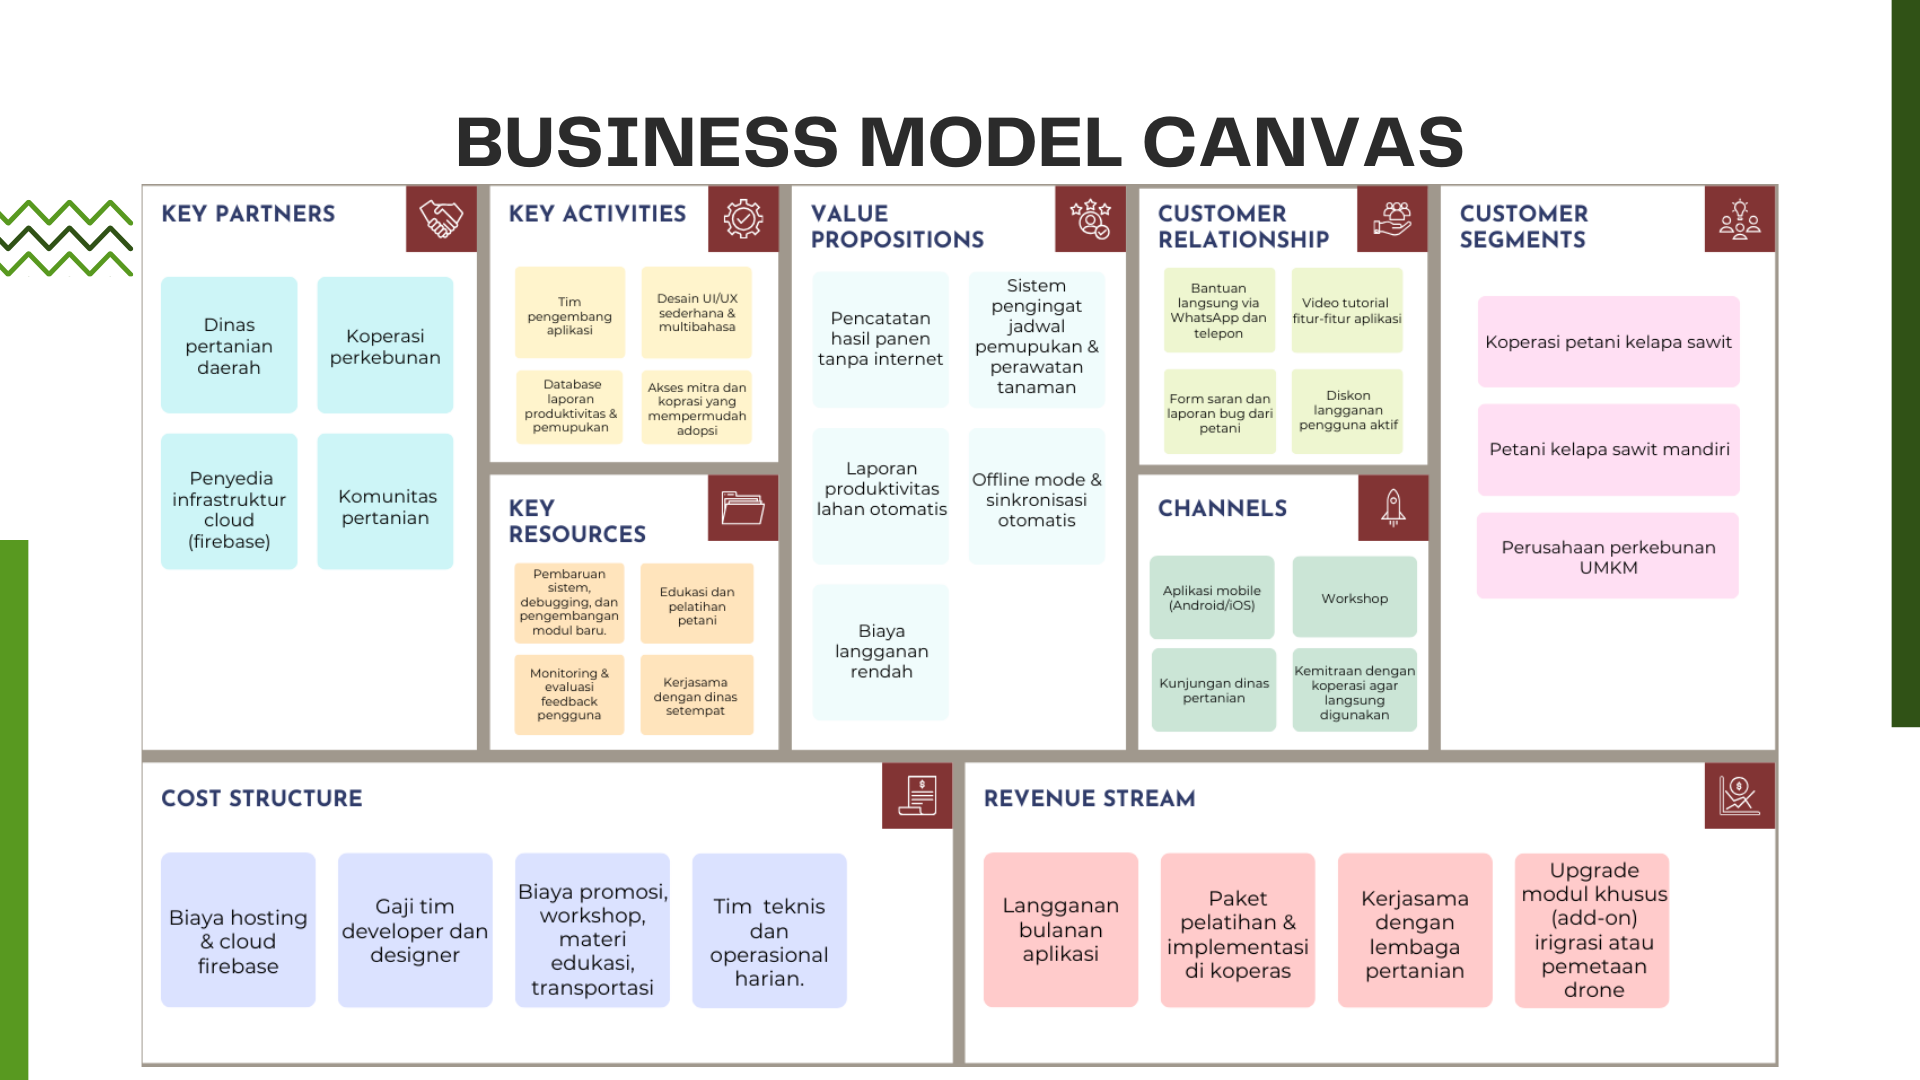 BUSINESS MODEL CANVAS
KEY PARTNERS
Dinas
pertanian
daerah
Koperasi
perkebunan
Penyedia
infrastruktur
cloud
(firebase)
Komunitas
pertanian
KEY ACTIVITIES
Tim
pengembang
aplikasi
Desain UI/UX
sederhana &
multibahasa
Database
laporan
produktivitas &
pemupukan
Akses mitra dan
koprasi yang
mempermudah
adopsi
KEY
RESOURCES
Pembaruan
sistem,
debugging, dan
pengembangan
modul baru.
Edukasi dan
pelatihan
petani
Monitoring &
evaluasi
feedback
pengguna
Kerjasama
dengan dinas
setempat
VALUE
PROPOSITIONS
Pencatatan
hasil panen
tanpa internet
Sistem
pengingat
jadwal
pemupukan &
perawatan
tanaman
Laporan
produktivitas
lahan otomatis
Offline mode &
sinkronisasi
otomatis
Biaya
langganan
rendah
CUSTOMER
RELATIONSHIP
Bantuan
langsung via
WhatsApp dan
telepon
Video tutorial
fitur-fitur aplikasi
Form saran dan
laporan bug dari
petani
Diskon
langganan
pengguna aktif
CHANNELS
Aplikasi mobile
(Android/iOS)
Workshop
Kunjungan dinas
pertanian
Kemitraan dengan
koperasi agar
langsung
digunakan
CUSTOMER
SEGMENTS
Koperasi petani kelapa sawit
Petani kelapa sawit mandiri
Perusahaan perkebunan
UMKM
COST STRUCTURE
Biaya hosting
& cloud
firebase
Gaji tim
developer dan
designer
Biaya promosi,
workshop,
materi
edukasi,
transportasi
Tim  teknis
dan
operasional
harian.
REVENUE STREAM
Langganan
bulanan
aplikasi
Paket
pelatihan &
implementasi
di koperas
Kerjasama
dengan
lembaga
pertanian
Upgrade
modul khusus
(add-on)
irigrasi atau
pemetaan
drone